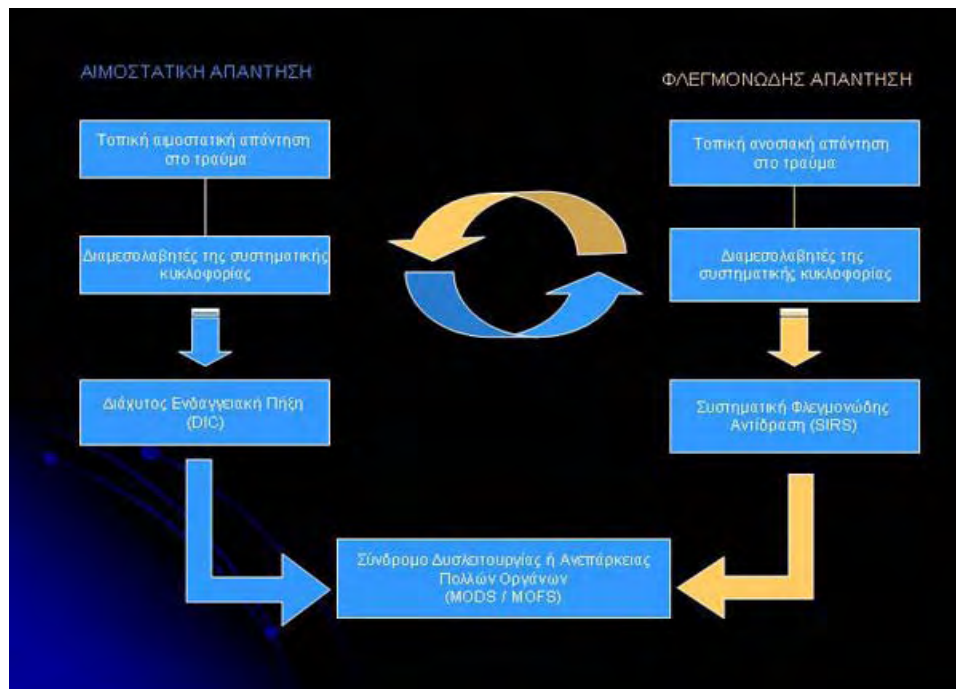 ΑΙΜΟΣΤΑΤΙΚΗ ΑΠΑΝΤΗΣΗ
ΦΛΕΓΜΟΝΩΔΗΣ ΑΠΑΝΤΗΣΗ
Τοπική αιμοστατική απάντηση
στο τραύμα
Τοπική ανοσιακή απάντηση
στο τραύμα
Διαμεσολαβητές της συστηματικής
κυκλοφορίας
Διαμεσολαβητές της
συστηματικής κυκλοφορίας
Διάχυτος Ενδαγγειακή Πήξη
(DIC)
Συστηματική Φλεγμονώδης
Αντίδραση (SIRS)
Σύνδρομο Δυσλειτουργίας ή Ανεπάρκειας
Πολλών Οργάνων
(MODS / MOFS)